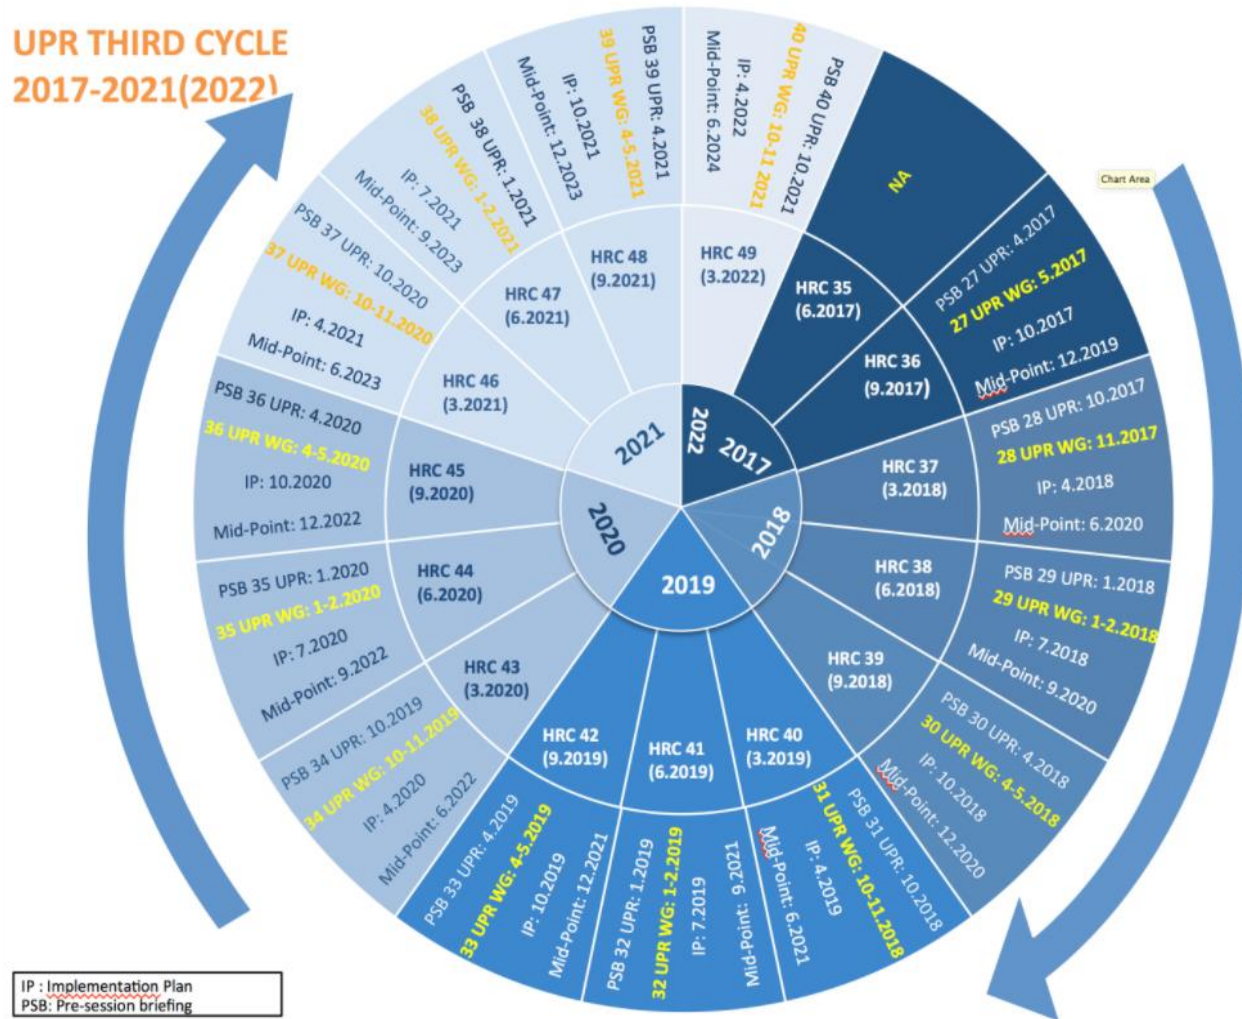 UPR THIRD CYCLE
2017-2021(2022)
Chart Area
2022
2017
2018
2019
2020
2021
HRC 35
(6.2017)
NA
HRC 36
(9.2017)
PSB 27 UPR: 4.2017
27 UPR WG: 5.2017
IP: 10.2017
Mid-Point: 12.2019
HRC 37
(3.2018)
PSB 28 UPR: 10.2017
28 UPR WG: 11.2017
IP: 4.2018
Mid-Point: 6.2020
HRC 38
(6.2018)
PSB 29 UPR: 1.2018
29 UPR WG: 1-2.2018
IP: 7.2018
Mid-Point: 9.2020
HRC 39
(9.2018)
PSB 30 UPR: 4.2018
30 UPR WG: 4-5.2018
IP: 10.2018
Mid-Point: 12.2020
HRC 40
(3.2019)
PSB 31 UPR: 10.2018
31 UPR WG: 10-11.2018
IP: 4.2019
Mid-Point: 6.2021
HRC 41
(6.2019)
PSB 32 UPR: 1.2019
32 UPR WG: 1-2.2019
IP: 7.2019
Mid-Point: 9.2021
HRC 42
(9.2019)
PSB 33 UPR: 4.2019
33 UPR WG: 4-5.2019
IP: 10.2019
Mid-Point: 12.2021
HRC 43
(3.2020)
PSB 34 UPR: 10.2019
34 UPR WG: 10-11.2019
IP: 4.2020
Mid-Point: 6.2022
HRC 44
(6.2020)
PSB 35 UPR: 1.2020
35 UPR WG: 1-2.2020
IP: 7.2020
Mid-Point: 9.2022
HRC 45
(9.2020)
PSB 36 UPR: 4.2020
36 UPR WG: 4-5.2020
IP: 10.2020
Mid-Point: 12.2022
HRC 46
(3.2021)
PSB 37 UPR: 10.2020
37 UPR WG: 10-11.2020
IP: 4.2021
Mid-Point: 6.2023
HRC 47
(6.2021)
PSB 38 UPR: 1.2021
38 UPR WG: 1-2.2021
IP: 7.2021
Mid-Point: 9.2023
HRC 48
(9.2021)
PSB 39 UPR: 4.2021
39 UPR WG: 4-5.2021
IP: 10.2021
Mid-Point: 12.2023
HRC 49
(3.2022)
PSB 40 UPR: 10.2021
40 UPR WG: 10-11 2021
IP: 4.2022
Mid-Point: 6.2024
IP : Implementation Plan
PSB: Pre-session briefing